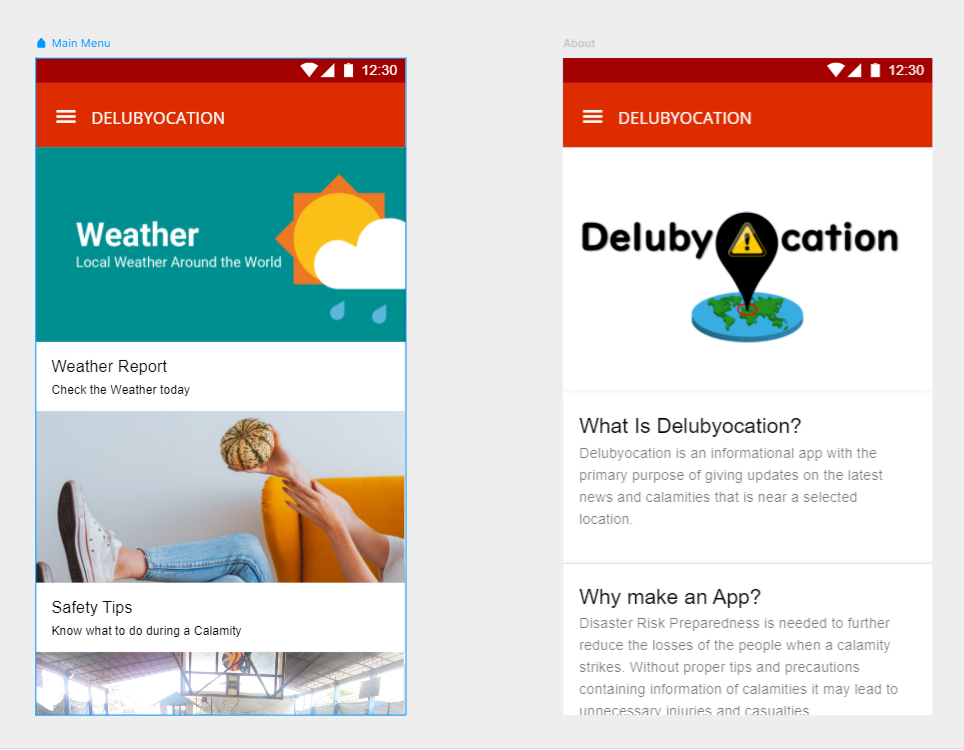 Main Menu
12:30
DELUBYOCATION
Weather
Local Weather Around the World
Weather Report
Check the Weather today
Safety Tips
Know what to do during a Calamity
About
12:30
DELUBYOCATION
Deluby cation
What Is Delubyocation?
Delubyocation is an informational app with the
primary purpose of giving updates on the latest
news and calamities that is near a selected
location.
Why make an App?
Disaster Risk Preparedness is needed to further
reduce the losses of the people when a calamity
strikes. Without proper tips and precautions
containing information of calamities it may lead to
unnecessary injuries and casualties